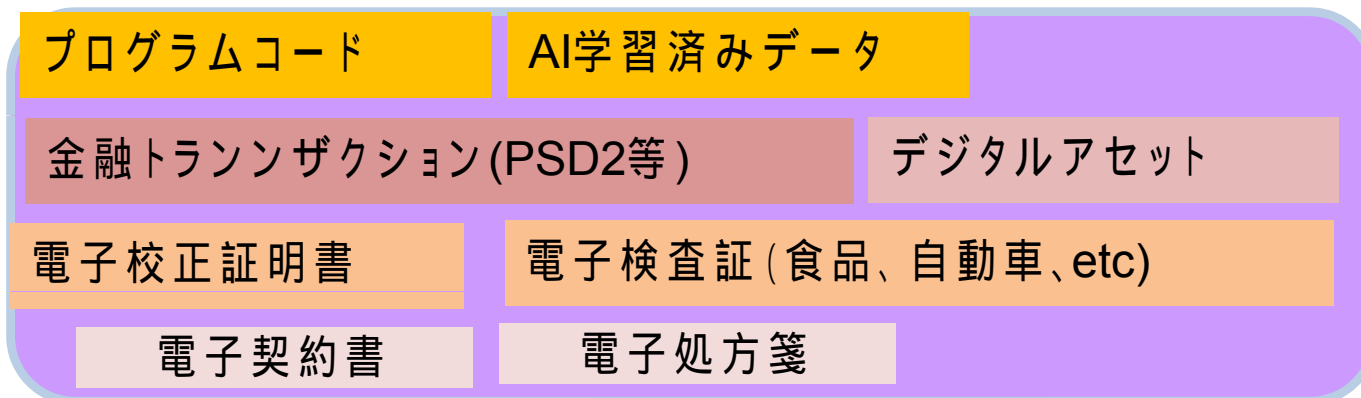 プログラムコード
AI学習済みデータ
金融トランンザクション(PSD2等)
デジタルアセット
電子校正証明書
電子検査証(食品、自動車、etc)
電子契約書
電子処方箋